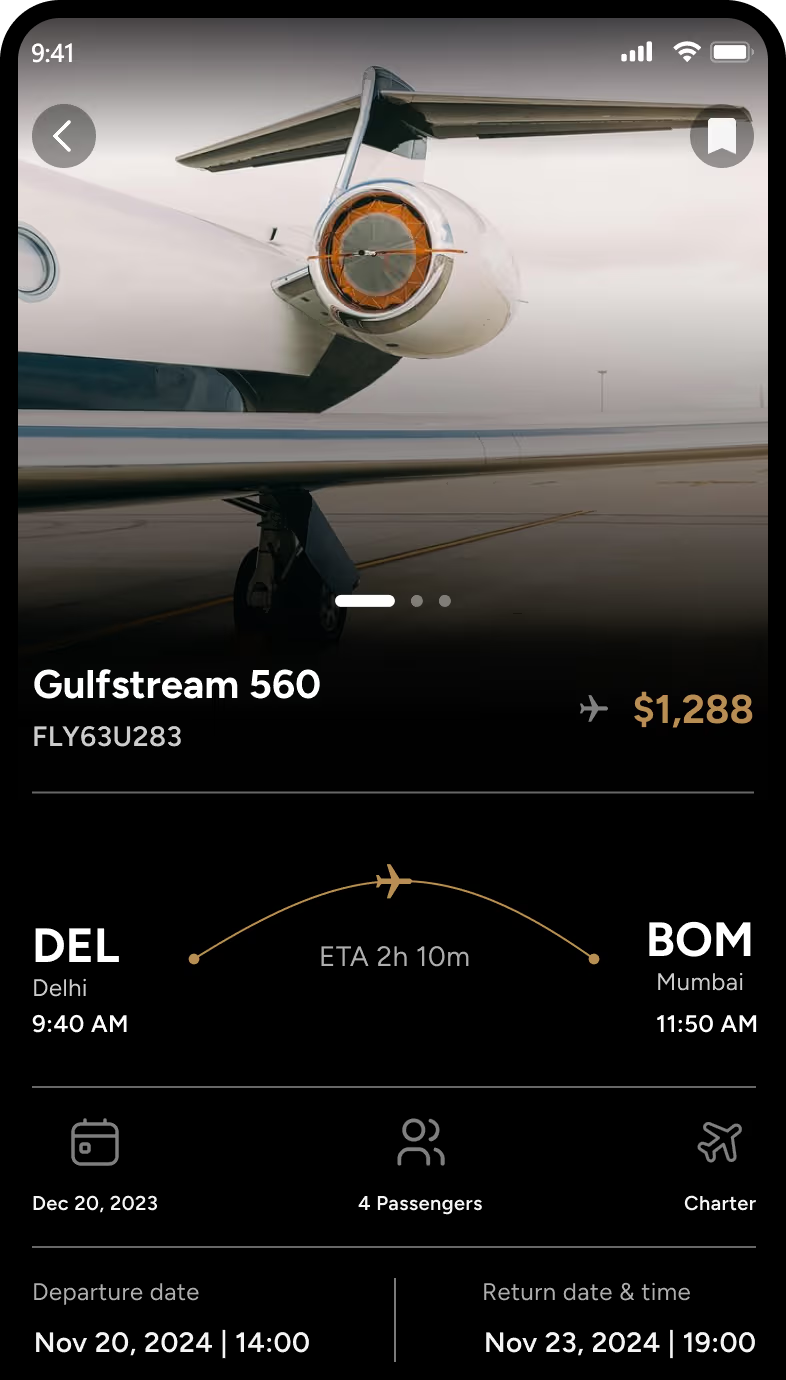 9:41
Gulfstream 560
FLY63U283
$1,288
DEL
Delhi
9:40 AM
ETA 2h 10m
BOM
Mumbai
11:50 AM
Dec 20, 2023
4 Passengers
Charter
Departure date
Nov 20, 2024 | 14:00
Return date & time
Nov 23, 2024 | 19:00